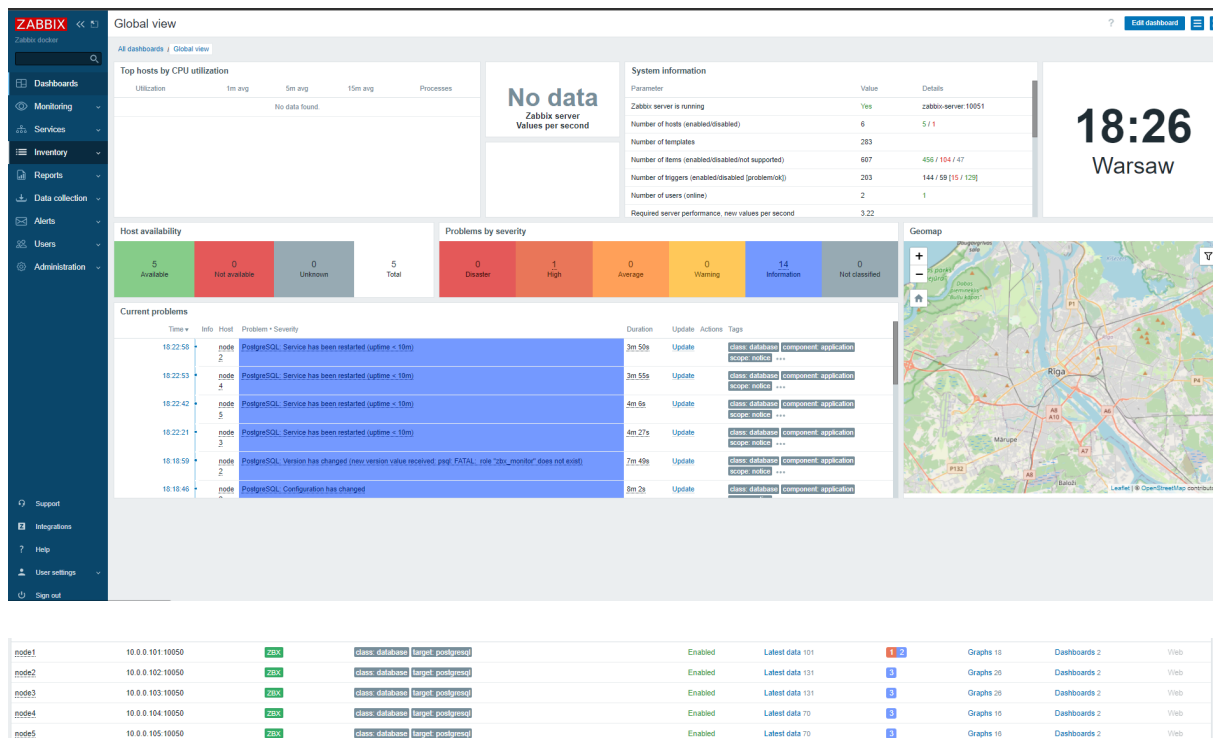 ZABBIX
Zabbix docker
Dashboards
Monitoring
Services
Inventory
Reports
Data collection
Alerts
Users
Administration
Support
Integrations
? Help
User settings
Sign out
Global view
? Edit dashboard
All dashboards / Global view
Top hosts by CPU utilization
Utilization 1m avg 5m avg 15m avg Processes
No data found
No data
Zabbix server
Values per second
System information
Parameter Value Details
Zabbix server is running Yes zabbix-server:10051
Number of hosts (enabled/disabled) 6 5 / 1
Number of templates 283
Number of items (enabled/disabled/not supported) 607 456 / 104 / 47
Number of triggers (enabled/disabled [problem/ok]) 203 144 / 59 [15 / 129]
Number of users (online) 2 1
Required server performance, new values per second 3.22
18:26
Warsaw
Host availability
5 Available
0 Not available
0 Unknown
5 Total
Problems by severity
0 Disaster
1 High
0 Average
0 Warning
14 Information
0 Not classified
Current problems
Time ▾ Info Host Problem • Severity Duration Update Actions Tags
18:22:58 node 2 PostgreSQL: Service has been restarted (uptime < 10m) 3m 50s Update class: database component: application
scope: notice •••
18:22:53 node 4 PostgreSQL: Service has been restarted (uptime < 10m) 3m 55s Update class: database component: application
scope: notice •••
18:22:42 node 5 PostgreSQL: Service has been restarted (uptime < 10m) 4m 6s Update class: database component: application
scope: notice •••
18:22:21 node 3 PostgreSQL: Service has been restarted (uptime < 10m) 4m 27s Update class: database component: application
scope: notice •••
18:18:59 node 2 PostgreSQL: Version has changed (new version value received: psql: FATAL: role "zbx_monitor" does not exist) 7m 49s Update class: database component: application
scope: notice •••
18:18:46 node PostgreSQL: Configuration has changed 8m 2s Update class: database component: application
Geomap
+
−
P1
Rīga
P4
A8
A10
A6
Mārupe
A7
P132
A8
Baloži
Leaflet | © OpenStreetMap
node1 10.0.0.101:10050 ZBX class: database target: postgresql Enabled Latest data 101 1 2 Graphs 18 Dashboards 2 Web
node2 10.0.0.102:10050 ZBX class: database target: postgresql Enabled Latest data 131 3 Graphs 26 Dashboards 2 Web
node3 10.0.0.103:10050 ZBX class: database target: postgresql Enabled Latest data 131 3 Graphs 26 Dashboards 2 Web
node4 10.0.0.104:10050 ZBX class: database target: postgresql Enabled Latest data 70 3 Graphs 16 Dashboards 2 Web
node5 10.0.0.105:10050 ZBX class: database target: postgresql Enabled Latest data 70 3 Graphs 16 Dashboards 2 Web